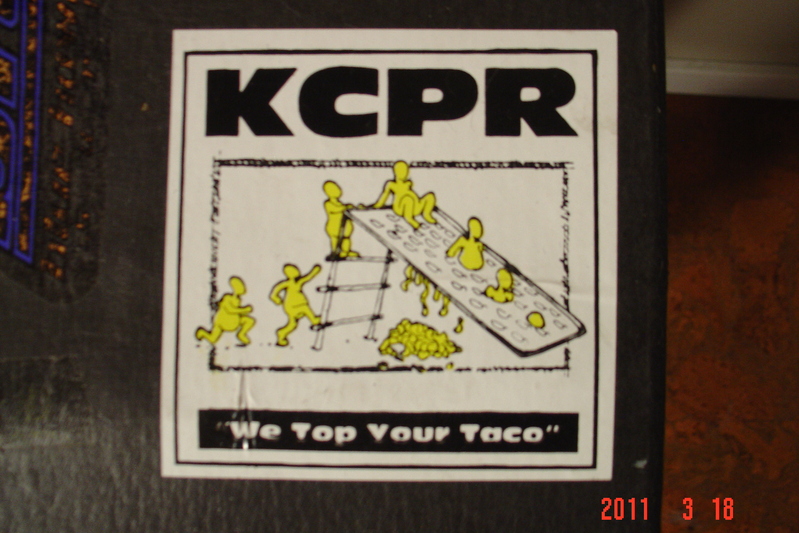 KCPR
"We Top Your Taco"
2011 3 18